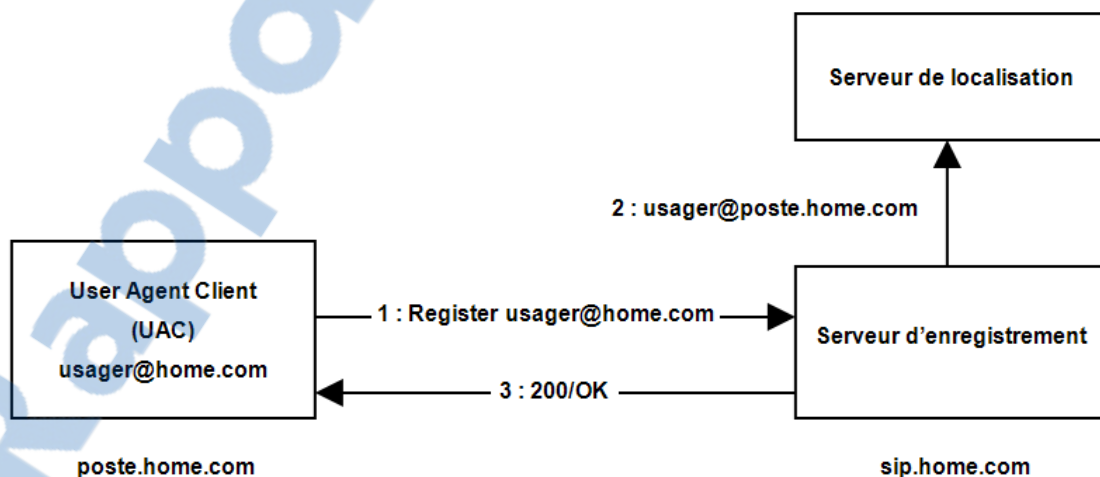 Serveur de localisation
2 : usager@poste.home.com
User Agent Client
(UAC)
usager@home.com
1 : Register usager@home.com
Serveur d'enregistrement
3 : 200/OK
poste.home.com
sip.home.com